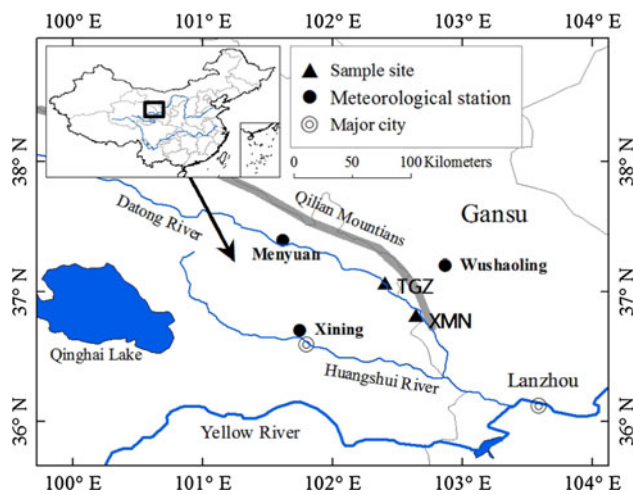 100° E 101° E 102° E 103° E 104° E
Sample site
Meteorological station
Major city
0 50 100 Kilometers
38° N
38° N
Qilian Mountians
Gansu
Datong River
Menyuan
Wushaoling
TGZ
37° N
37° N
XMN
Xining
Qinghai Lake
Huangshui River
Lanzhou
36° N
36° N
Yellow River
100° E 101° E 102° E 103° E 104° E